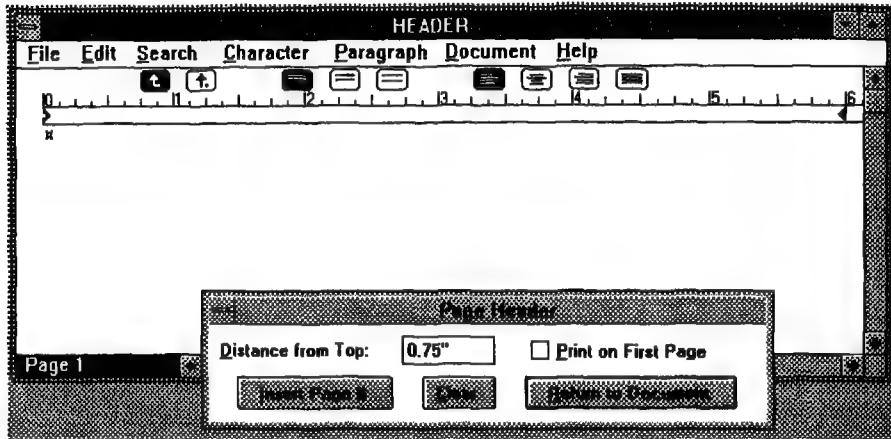 HEADER
File Edit Search Character Paragraph Document Help
0 1 2 3 4 5 6
Page Header
Distance from Top: 0.75" Print on First Page
Page 1
Insert Page # Clear Return to Document